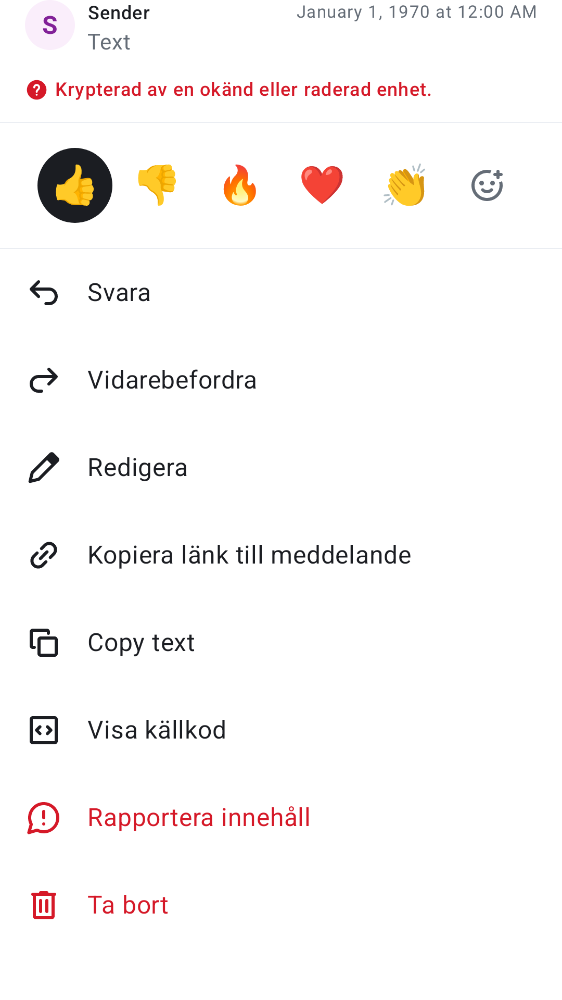 S
Sender
January 1, 1970 at 12:00 AM
Text
Krypterad av en okänd eller raderad enhet.
Svara
Vidarebefordra
Redigera
Kopiera länk till meddelande
Copy text
Visa källkod
Rapportera innehåll
Ta bort